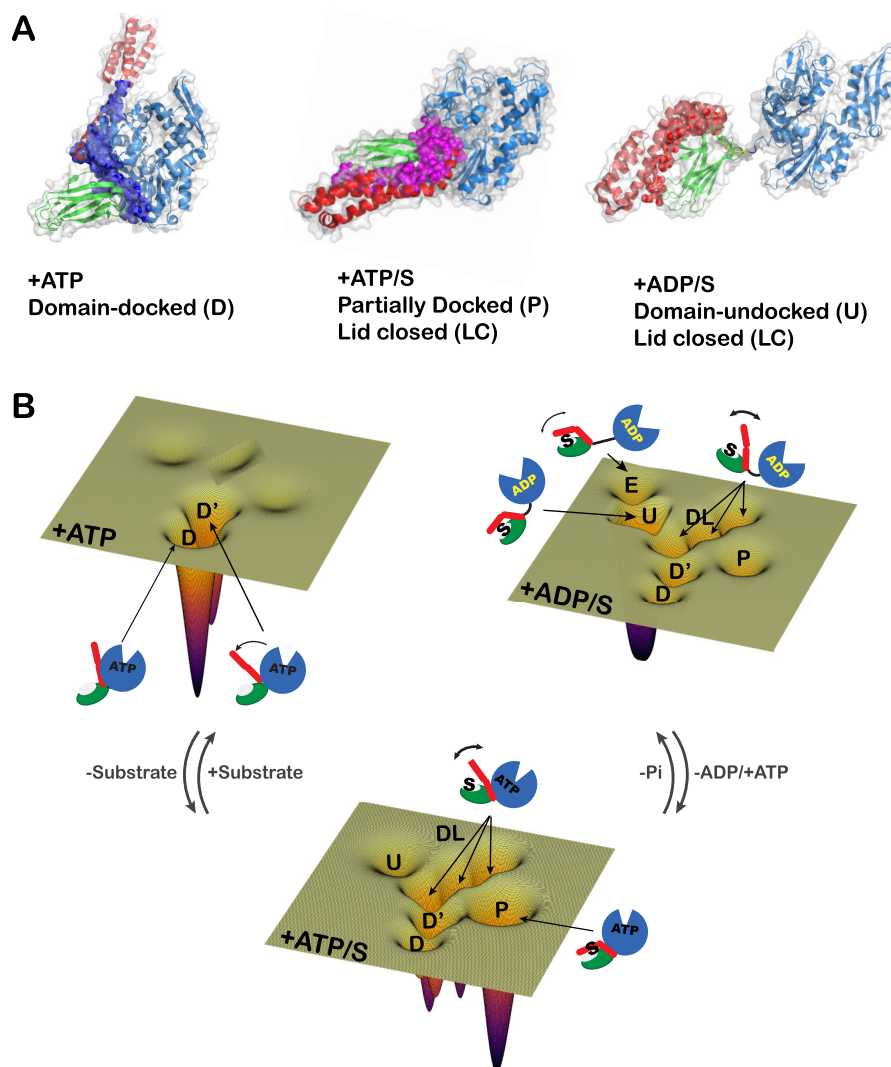 A
+ATP
Domain-docked (D)
+ATP/S
Partially Docked (P)
Lid closed (LC)
+ADP/S
Domain-undocked (U)
Lid closed (LC)
B
D'
D
+ATP
ATP
ATP
S
ADP
S
ADP
ADP
S
E
U
DL
P
D'
D
+ADP/S
-Substrate
+Substrate
-Pi
-ADP/+ATP
S
ATP
DL
U
P
D'
D
+ATP/S
ATP
S